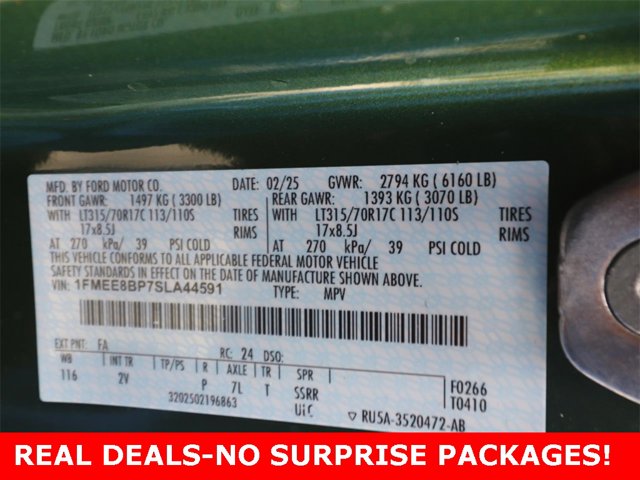 MFD. BY FORD MOTOR CO. DATE: 02/25 GVWR: 2794 KG ( 6160 LB)
FRONT GAWR: 1497 KG ( 3300 LB) REAR GAWR: 1393 KG ( 3070 LB)
WITH LT315/70R17C 113/110S TIRES WITH LT315/70R17C 113/110S TIRES
17x8.5J RIMS 17x8.5J RIMS
AT 270 kPa/ 39 PSI COLD AT 270 kPa/ 39 PSI COLD
THIS VEHICLE CONFORMS TO ALL APPLICABLE FEDERAL MOTOR VEHICLE
SAFETY STANDARDS IN EFFECT ON THE DATE OF MANUFACTURE SHOWN ABOVE.
VIN: 1FMEE8BP7SLA44591 TYPE: MPV
EXT PNT: FA RC: 24 DSO:
WB INT TR TP/PS R AXLE TR SPR
116 2V P 7L T SSRR
UIC
F0266
T0410
3202502196863
RU5A-3520472-AB
REAL DEALS-NO SURPRISE PACKAGES!